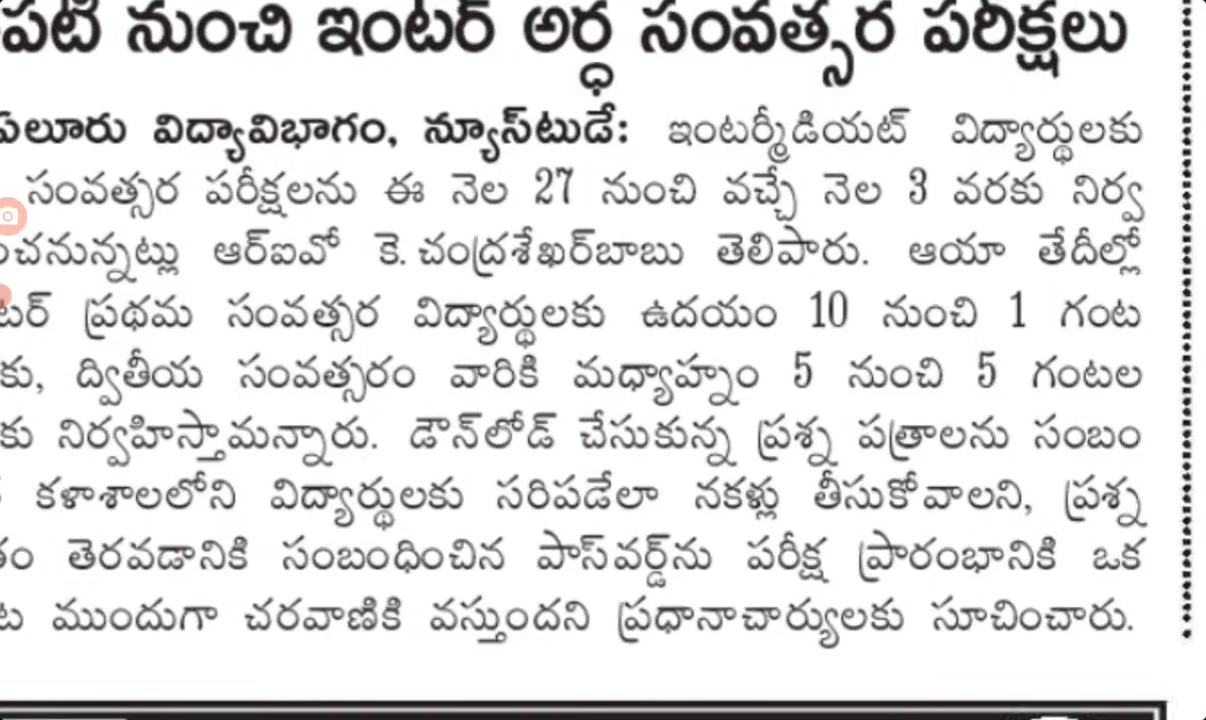 పటి నుంచి ఇంటర్ అర్ధ సంవత్సర పరీక్షలు
పలూరు విద్యావిభాగం, న్యూస్‌టుడే: ఇంటర్మీడియట్ విద్యార్థులకు
సంవత్సర పరీక్షలను ఈ నెల 27 నుంచి వచ్చే నెల 3 వరకు నిర్వ
ంచనున్నట్లు ఆర్ఐవో కె. చంద్రశేఖర్‌బాబు తెలిపారు. ఆయా తేదీల్లో
టర్ ప్రథమ సంవత్సర విద్యార్థులకు ఉదయం 10 నుంచి 1 గంట
కు, ద్వితీయ సంవత్సరం వారికి మధ్యాహ్నం 5 నుంచి 5 గంటల
కు నిర్వహిస్తామన్నారు. డౌన్‌లోడ్ చేసుకున్న ప్రశ్న పత్రాలను సంబం
కళాశాలలోని విద్యార్థులకు సరిపడేలా నకళ్లు తీసుకోవాలని, ప్రశ్న
తం తెరవడానికి సంబంధించిన పాస్‌వర్డ్‌ను పరీక్ష ప్రారంభానికి ఒక
ట ముందుగా చరవాణికి వస్తుందని ప్రధానాచార్యులకు సూచించారు.